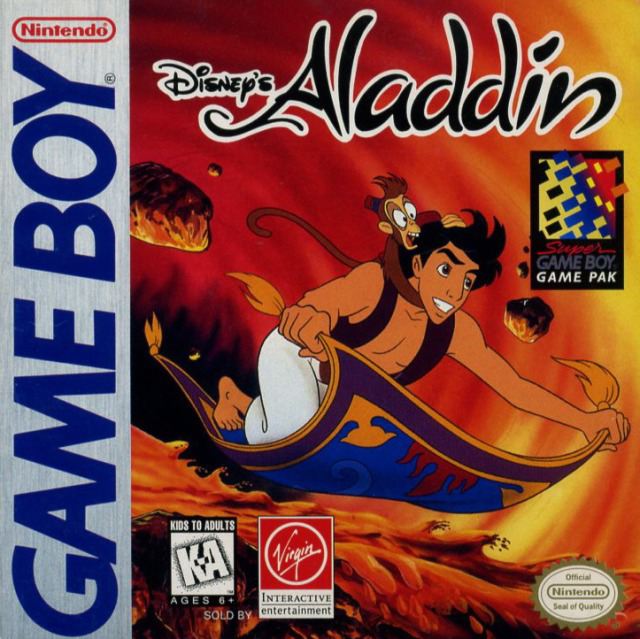 Nintendo®
GAME BOY
Disney's
Aladdin
Super
GAME BOY
GAME PAK
KIDS TO ADULTS
K-A
AGES 6+
SOLD BY
Virgin
INTERACTIVE
entertainment
Official
Nintendo
Seal of Quality